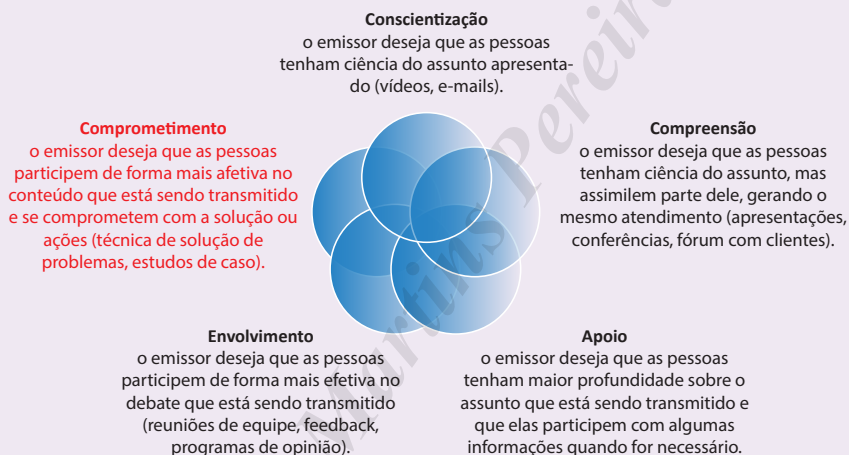 Conscientização
o emissor deseja que as pessoas
tenham ciência do assunto apresenta-
do (vídeos, e-mails).
Comprometimento
o emissor deseja que as pessoas
participem de forma mais afetiva no
conteúdo que está sendo transmitido
e se comprometem com a solução ou
ações (técnica de solução de
problemas, estudos de caso).
Compreensão
o emissor deseja que as pessoas
tenham ciência do assunto, mas
assimilem parte dele, gerando o
mesmo atendimento (apresentações,
conferências, fórum com clientes).
Envolvimento
o emissor deseja que as pessoas
participem de forma mais efetiva no
debate que está sendo transmitido
(reuniões de equipe, feedback,
programas de opinião).
Apoio
o emissor deseja que as pessoas
tenham maior profundidade sobre o
assunto que está sendo transmitido e
que elas participem com algumas
informações quando for necessário.
Martins Pereira